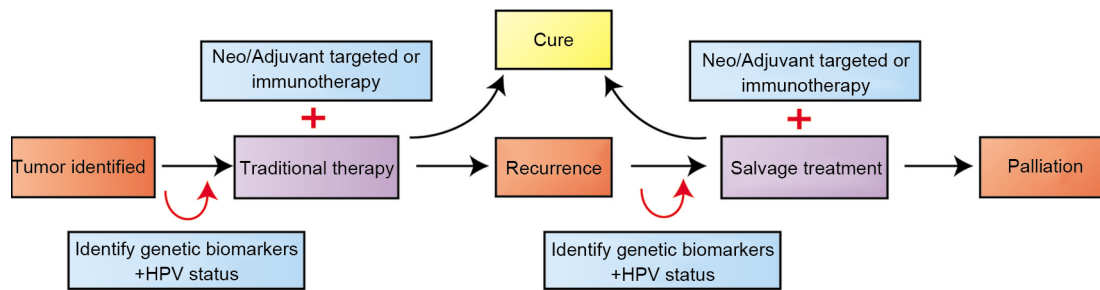 Neo/Adjuvant targeted or
immunotherapy
Cure
Neo/Adjuvant targeted or
immunotherapy
+
+
Tumor identified
Traditional therapy
Recurrence
Salvage treatment
Palliation
Identify genetic biomarkers
+HPV status
Identify genetic biomarkers
+HPV status